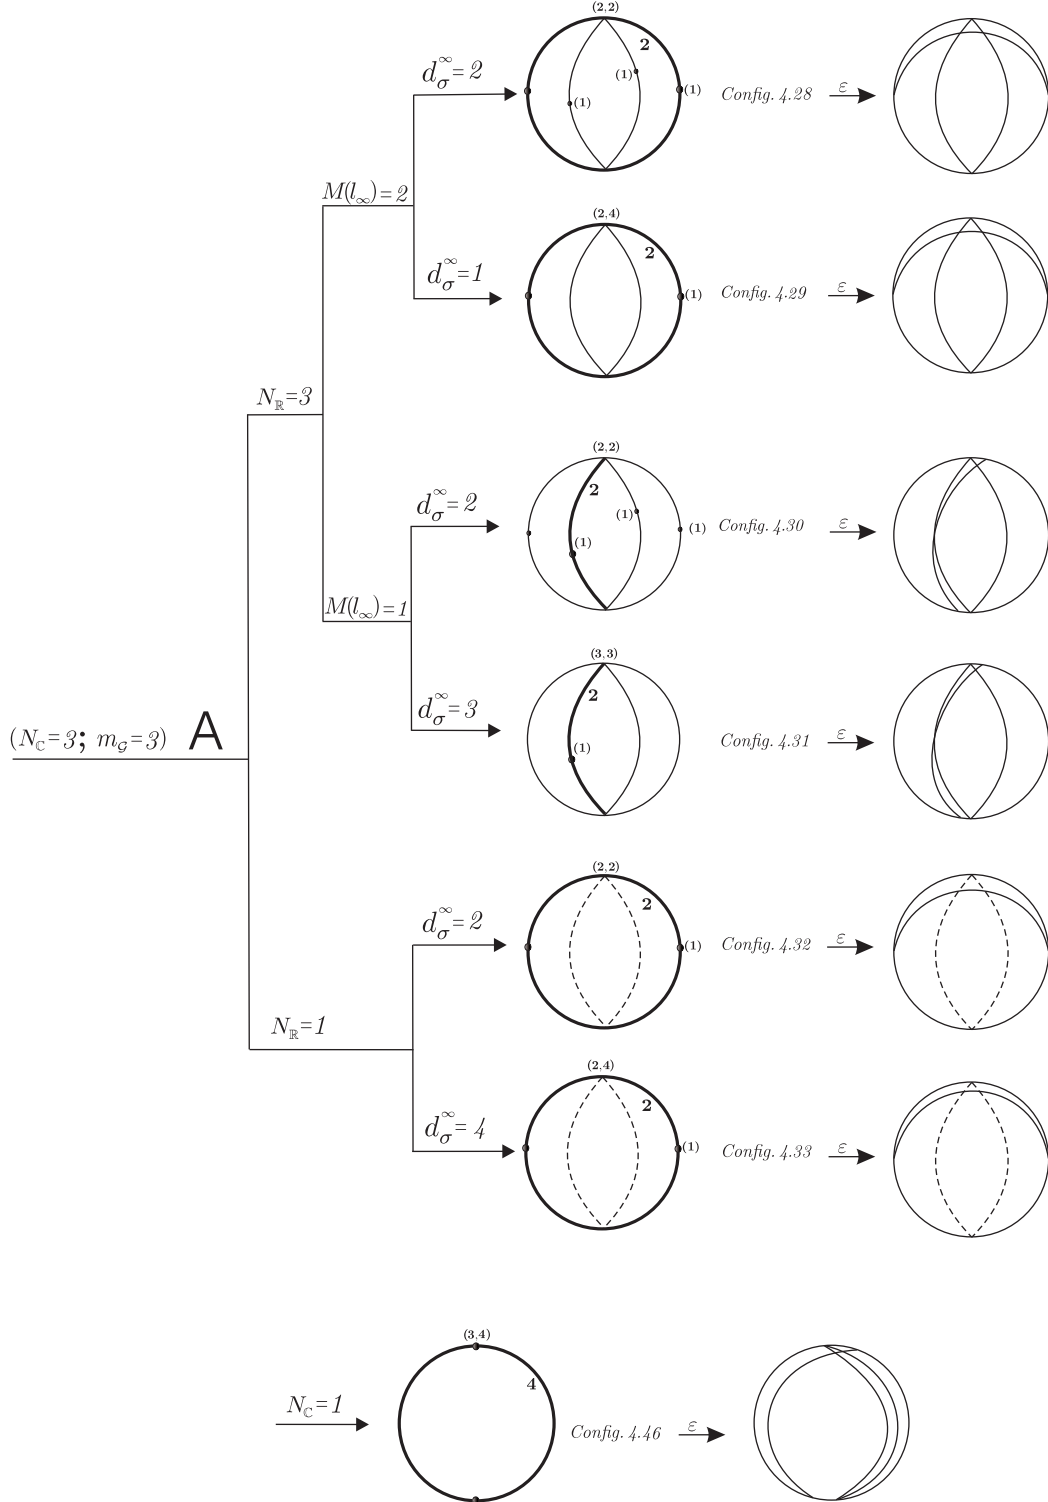 (2,2)
2
d_σ^∞=2
(1)
(1)
(1)
Config. 4.28
ε
M(l_∞)=2
(2,4)
2
d_σ^∞=1
(1)
Config. 4.29
ε
N_ℝ=3
(2,2)
2
d_σ^∞=2
(1)
(1)
(1)
Config. 4.30
ε
M(l_∞)=1
(3,3)
2
d_σ^∞=3
(1)
Config. 4.31
ε
(N_ℂ=3; m_𝒢=3) A
(2,2)
2
d_σ^∞=2
(1)
Config. 4.32
ε
N_ℝ=1
(2,4)
2
d_σ^∞=4
(1)
Config. 4.33
ε
(3,4)
4
N_ℂ=1
Config. 4.46
ε